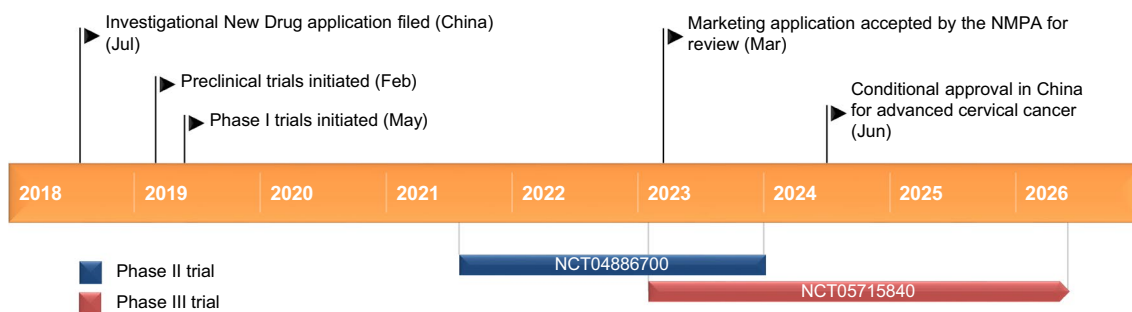 Investigational New Drug application filed (China)
(Jul)
Marketing application accepted by the NMPA for
review (Mar)
Preclinical trials initiated (Feb)
Conditional approval in China
for advanced cervical cancer
(Jun)
Phase I trials initiated (May)
2018 2019 2020 2021 2022 2023 2024 2025 2026
NCT04886700
Phase II trial
NCT05715840
Phase III trial